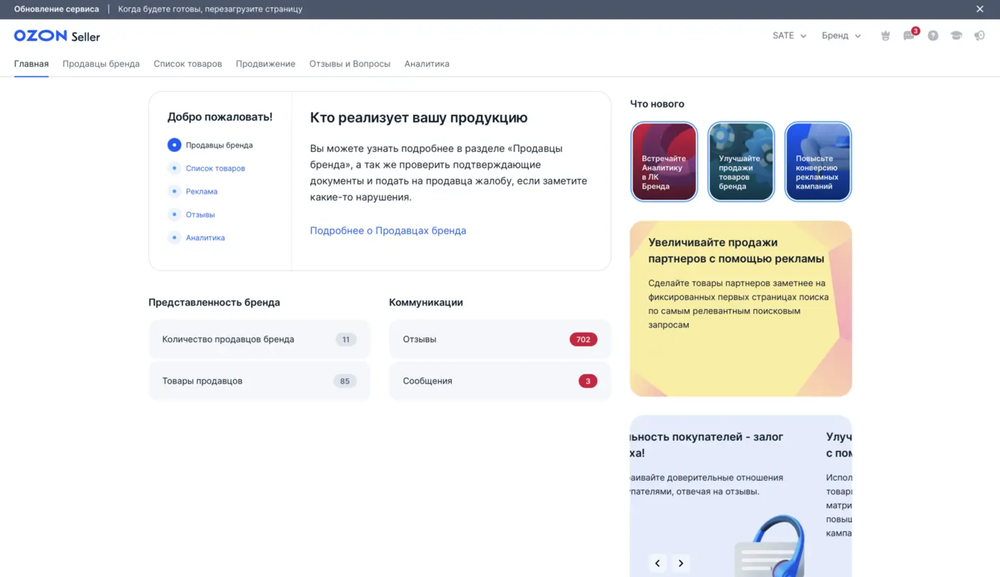 Обновление сервиса | Когда будете готовы, перезагрузите страницу
OZON Seller
SATE
Бренд
3
Главная
Продавцы бренда
Список товаров
Продвижение
Отзывы и Вопросы
Аналитика
Добро пожаловать!
Продавцы бренда
Список товаров
Реклама
Отзывы
Аналитика
Кто реализует вашу продукцию
Вы можете узнать подробнее в разделе «Продавцы
бренда», а так же проверить подтверждающие
документы и подать на продавца жалобу, если заметите
какие-то нарушения.
Подробнее о Продавцах бренда
Представленность бренда
Количество продавцов бренда 11
Товары продавцов 85
Коммуникации
Отзывы 702
Сообщения 3
Что нового
Встречайте
Аналитику
в ЛК
Бренда
Улучшайте
продажи
товаров
бренда
Повысьте
конверсию
рекламных
кампаний
Увеличивайте продажи
партнеров с помощью рекламы
Сделайте товары партнеров заметнее на
фиксированных первых страницах поиска
по самым релевантным поисковым
запросам
льность покупателей - залог
ха!
раивайте доверительные отношения
упателями, отвечая на отзывы.
Улуч
с пом
Испол
товар
матри
повыш
кампа